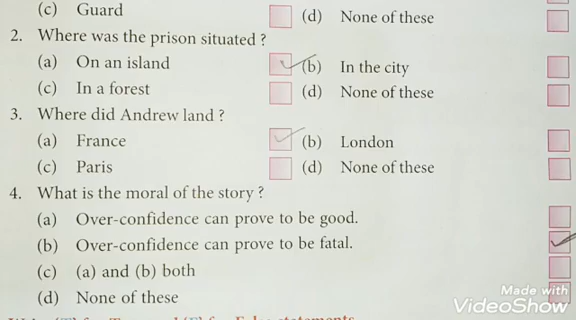 (c) Guard (d) None of these
2. Where was the prison situated ?
(a) On an island (b) In the city
(c) In a forest (d) None of these
3. Where did Andrew land ?
(a) France (b) London
(c) Paris (d) None of these
4. What is the moral of the story ?
(a) Over-confidence can prove to be good.
(b) Over-confidence can prove to be fatal.
(c) (a) and (b) both
(d) None of these
Made with
VideoShow